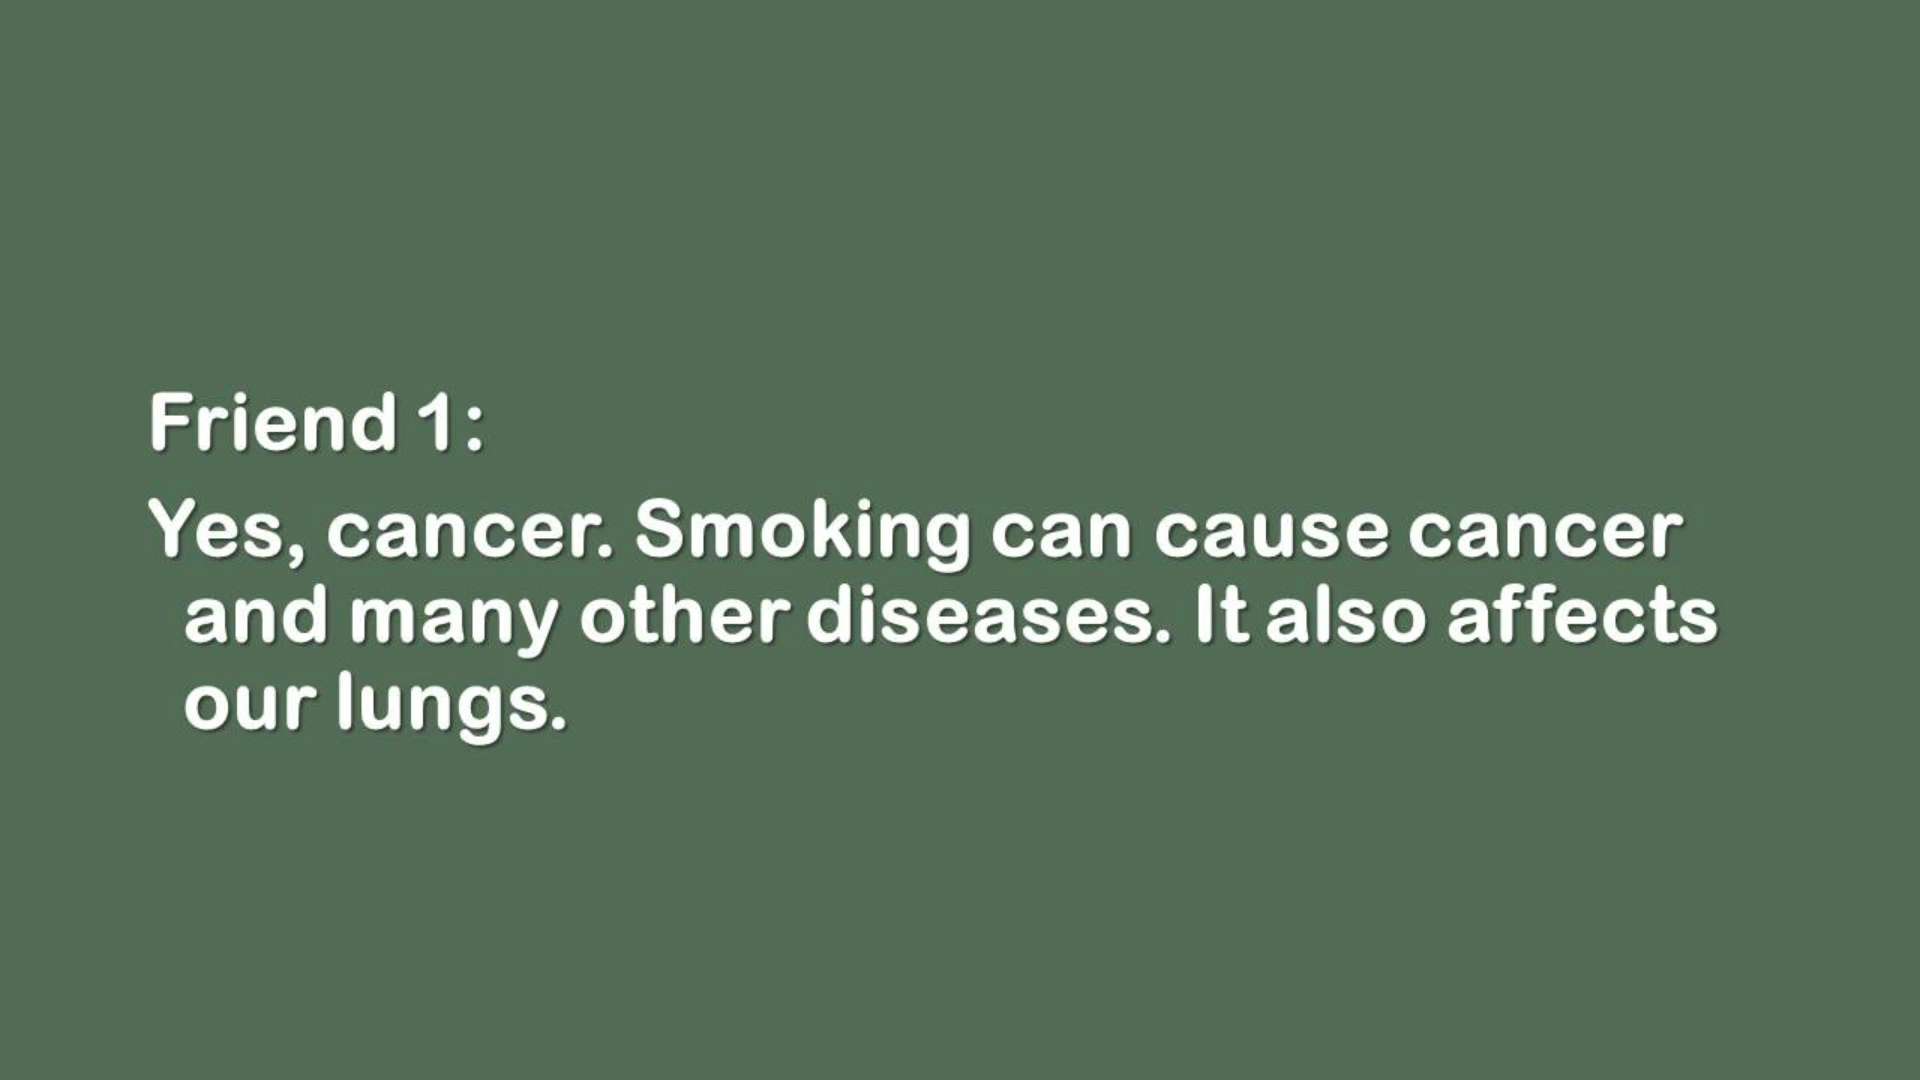 Friend 1:
Yes, cancer. Smoking can cause cancer
and many other diseases. It also affects
our lungs.